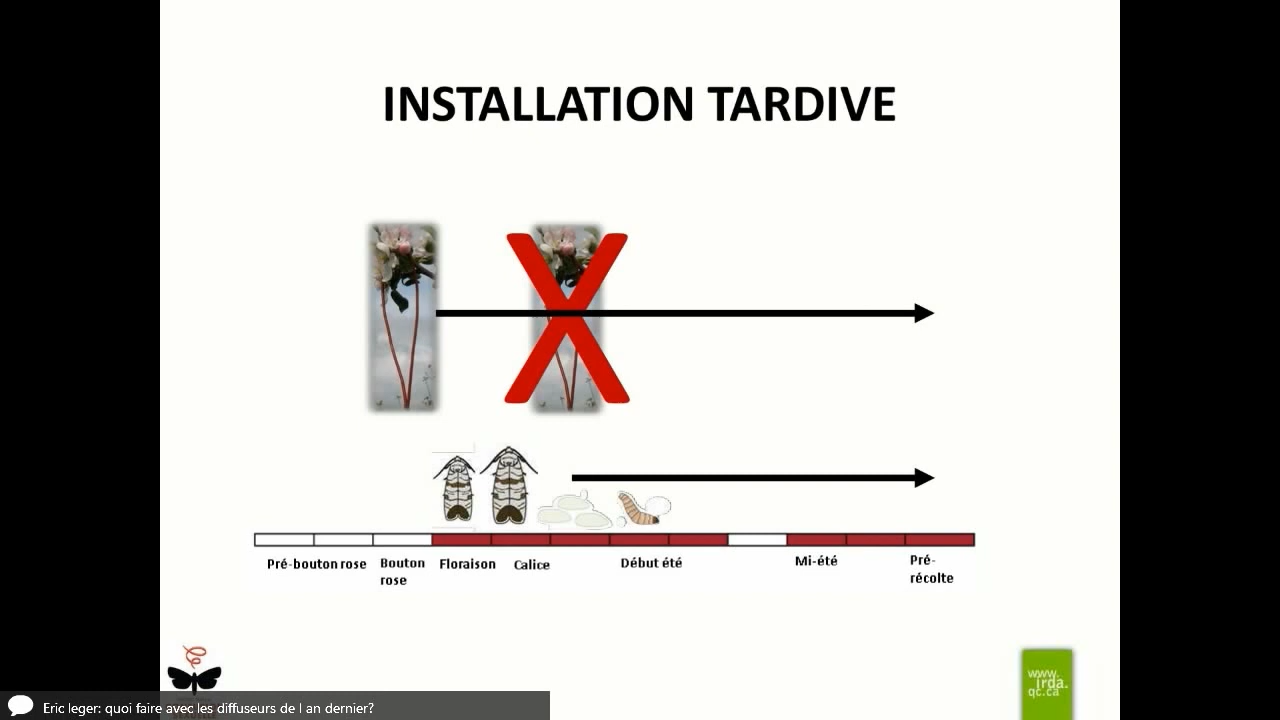 INSTALLATION TARDIVE
Pré-bouton rose
Bouton
rose
Floraison
Calice
Début été
Mi-été
Pré-
récolte
www.
irda.
qc.ca
Eric leger: quoi faire avec les diffuseurs de l an dernier?